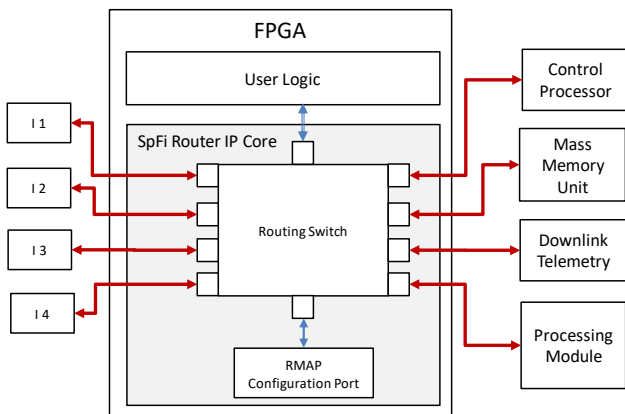 FPGA
User Logic
Control
Processor
SpFi Router IP Core
I 1
Mass
Memory
Unit
I 2
Routing Switch
I 3
Downlink
Telemetry
I 4
Processing
Module
RMAP
Configuration Port